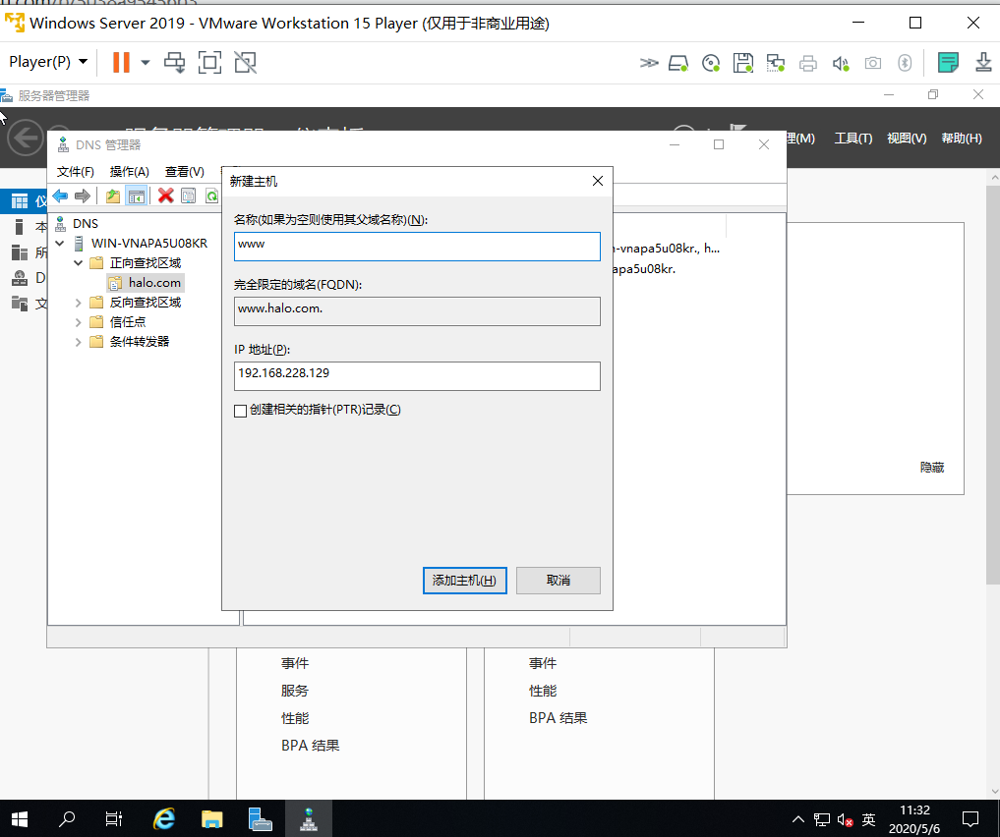 Windows Server 2019 - VMware Workstation 15 Player (仅用于非商业用途)
Player(P)
服务器管理器
理(M) 工具(T) 视图(V) 帮助(H)
DNS 管理器
文件(F) 操作(A) 查看(V)
新建主机
名称(如果为空则使用其父域名称)(N):
www
完全限定的域名(FQDN):
www.halo.com.
IP 地址(P):
192.168.228.129
创建相关的指针(PTR)记录(C)
添加主机(H) 取消
DNS
WIN-VNAPA5U08KR
正向查找区域
halo.com
反向查找区域
信任点
条件转发器
n-vnapa5u08kr., h...
apa5u08kr.
仪
本
所
D
文
隐藏
事件
服务
性能
BPA 结果
事件
性能
BPA 结果
英
11:32
2020/5/6